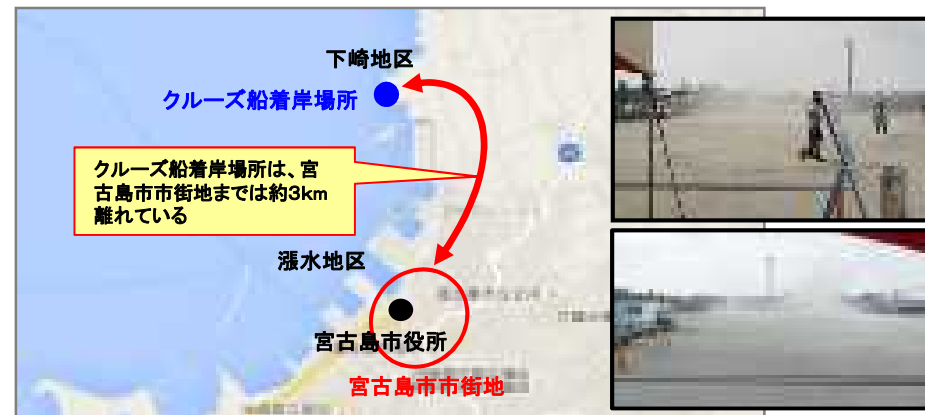 下崎地区
クルーズ船着岸場所
クルーズ船着岸場所は、宮
古島市市街地までは約3km
離れている
漲水地区
宮古島市役所
宮古島市市街地